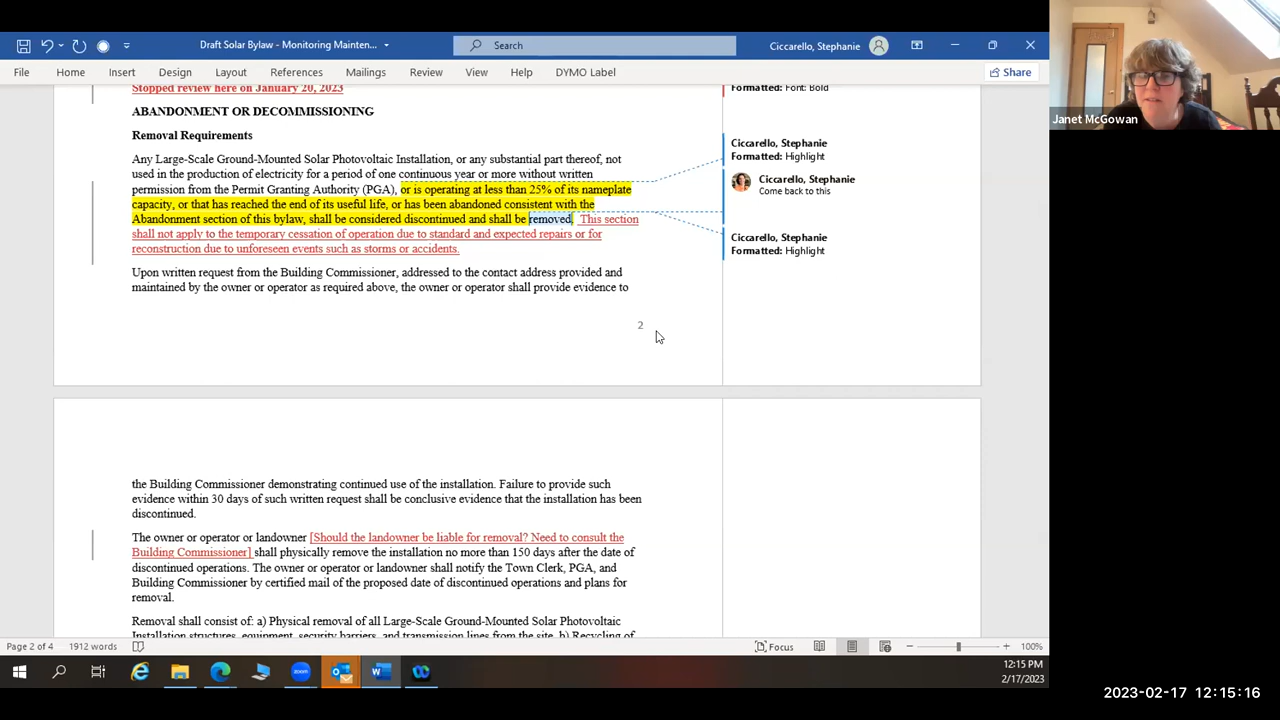 Draft Solar Bylaw - Monitoring Mainten...
Search
Ciccarello, Stephanie
File
Home
Insert
Design
Layout
References
Mailings
Review
View
Help
DYMO Label
Share
Stopped review here on January 20, 2023
Formatted: Font: Bold
ABANDONMENT OR DECOMMISSIONING
Removal Requirements
Any Large-Scale Ground-Mounted Solar Photovoltaic Installation, or any substantial part thereof, not
used in the production of electricity for a period of one continuous year or more without written
permission from the Permit Granting Authority (PGA), or is operating at less than 25% of its nameplate
capacity, or that has reached the end of its useful life, or has been abandoned consistent with the
Abandonment section of this bylaw, shall be considered discontinued and shall be removed. This section
shall not apply to the temporary cessation of operation due to standard and expected repairs or for
reconstruction due to unforeseen events such as storms or accidents.
Upon written request from the Building Commissioner, addressed to the contact address provided and
maintained by the owner or operator as required above, the owner or operator shall provide evidence to
2
Ciccarello, Stephanie
Formatted: Highlight
Ciccarello, Stephanie
Come back to this
Ciccarello, Stephanie
Formatted: Highlight
the Building Commissioner demonstrating continued use of the installation. Failure to provide such
evidence within 30 days of such written request shall be conclusive evidence that the installation has been
discontinued.
The owner or operator or landowner [Should the landowner be liable for removal? Need to consult the
Building Commissioner] shall physically remove the installation no more than 150 days after the date of
discontinued operations. The owner or operator or landowner shall notify the Town Clerk, PGA, and
Building Commissioner by certified mail of the proposed date of discontinued operations and plans for
removal.
Removal shall consist of: a) Physical removal of all Large-Scale Ground-Mounted Solar Photovoltaic
Installation structures, equipment, security barriers, and transmission lines from the site. b) Recycling of
Page 2 of 4
1912 words
Focus
100%
12:15 PM
2/17/2023
Janet McGowan
2023-02-17 12:15:16